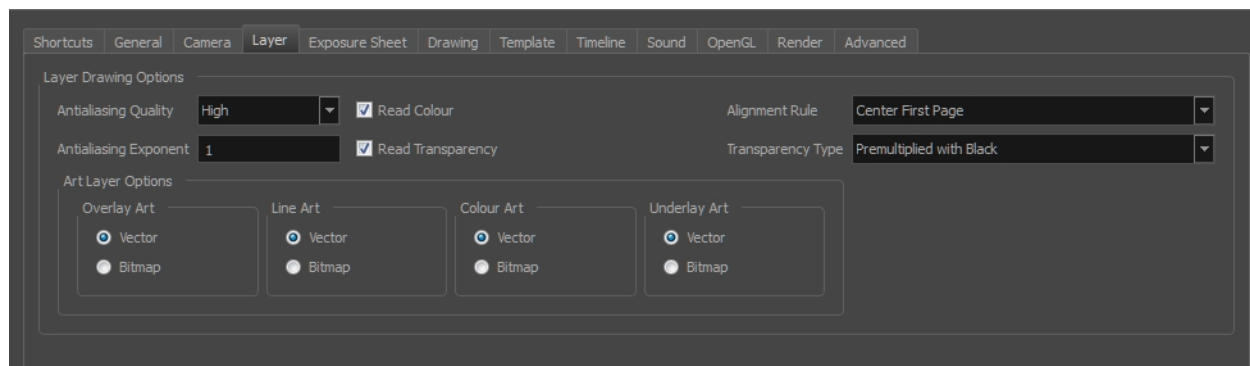 Shortcuts General Camera Layer Exposure Sheet Drawing Template Timeline Sound OpenGL Render Advanced
Layer Drawing Options
Antialiasing Quality High Read Colour Alignment Rule Center First Page
Antialiasing Exponent 1 Read Transparency Transparency Type Premultiplied with Black
Art Layer Options
Overlay Art Line Art Colour Art Underlay Art
Vector Vector Vector Vector
Bitmap Bitmap Bitmap Bitmap